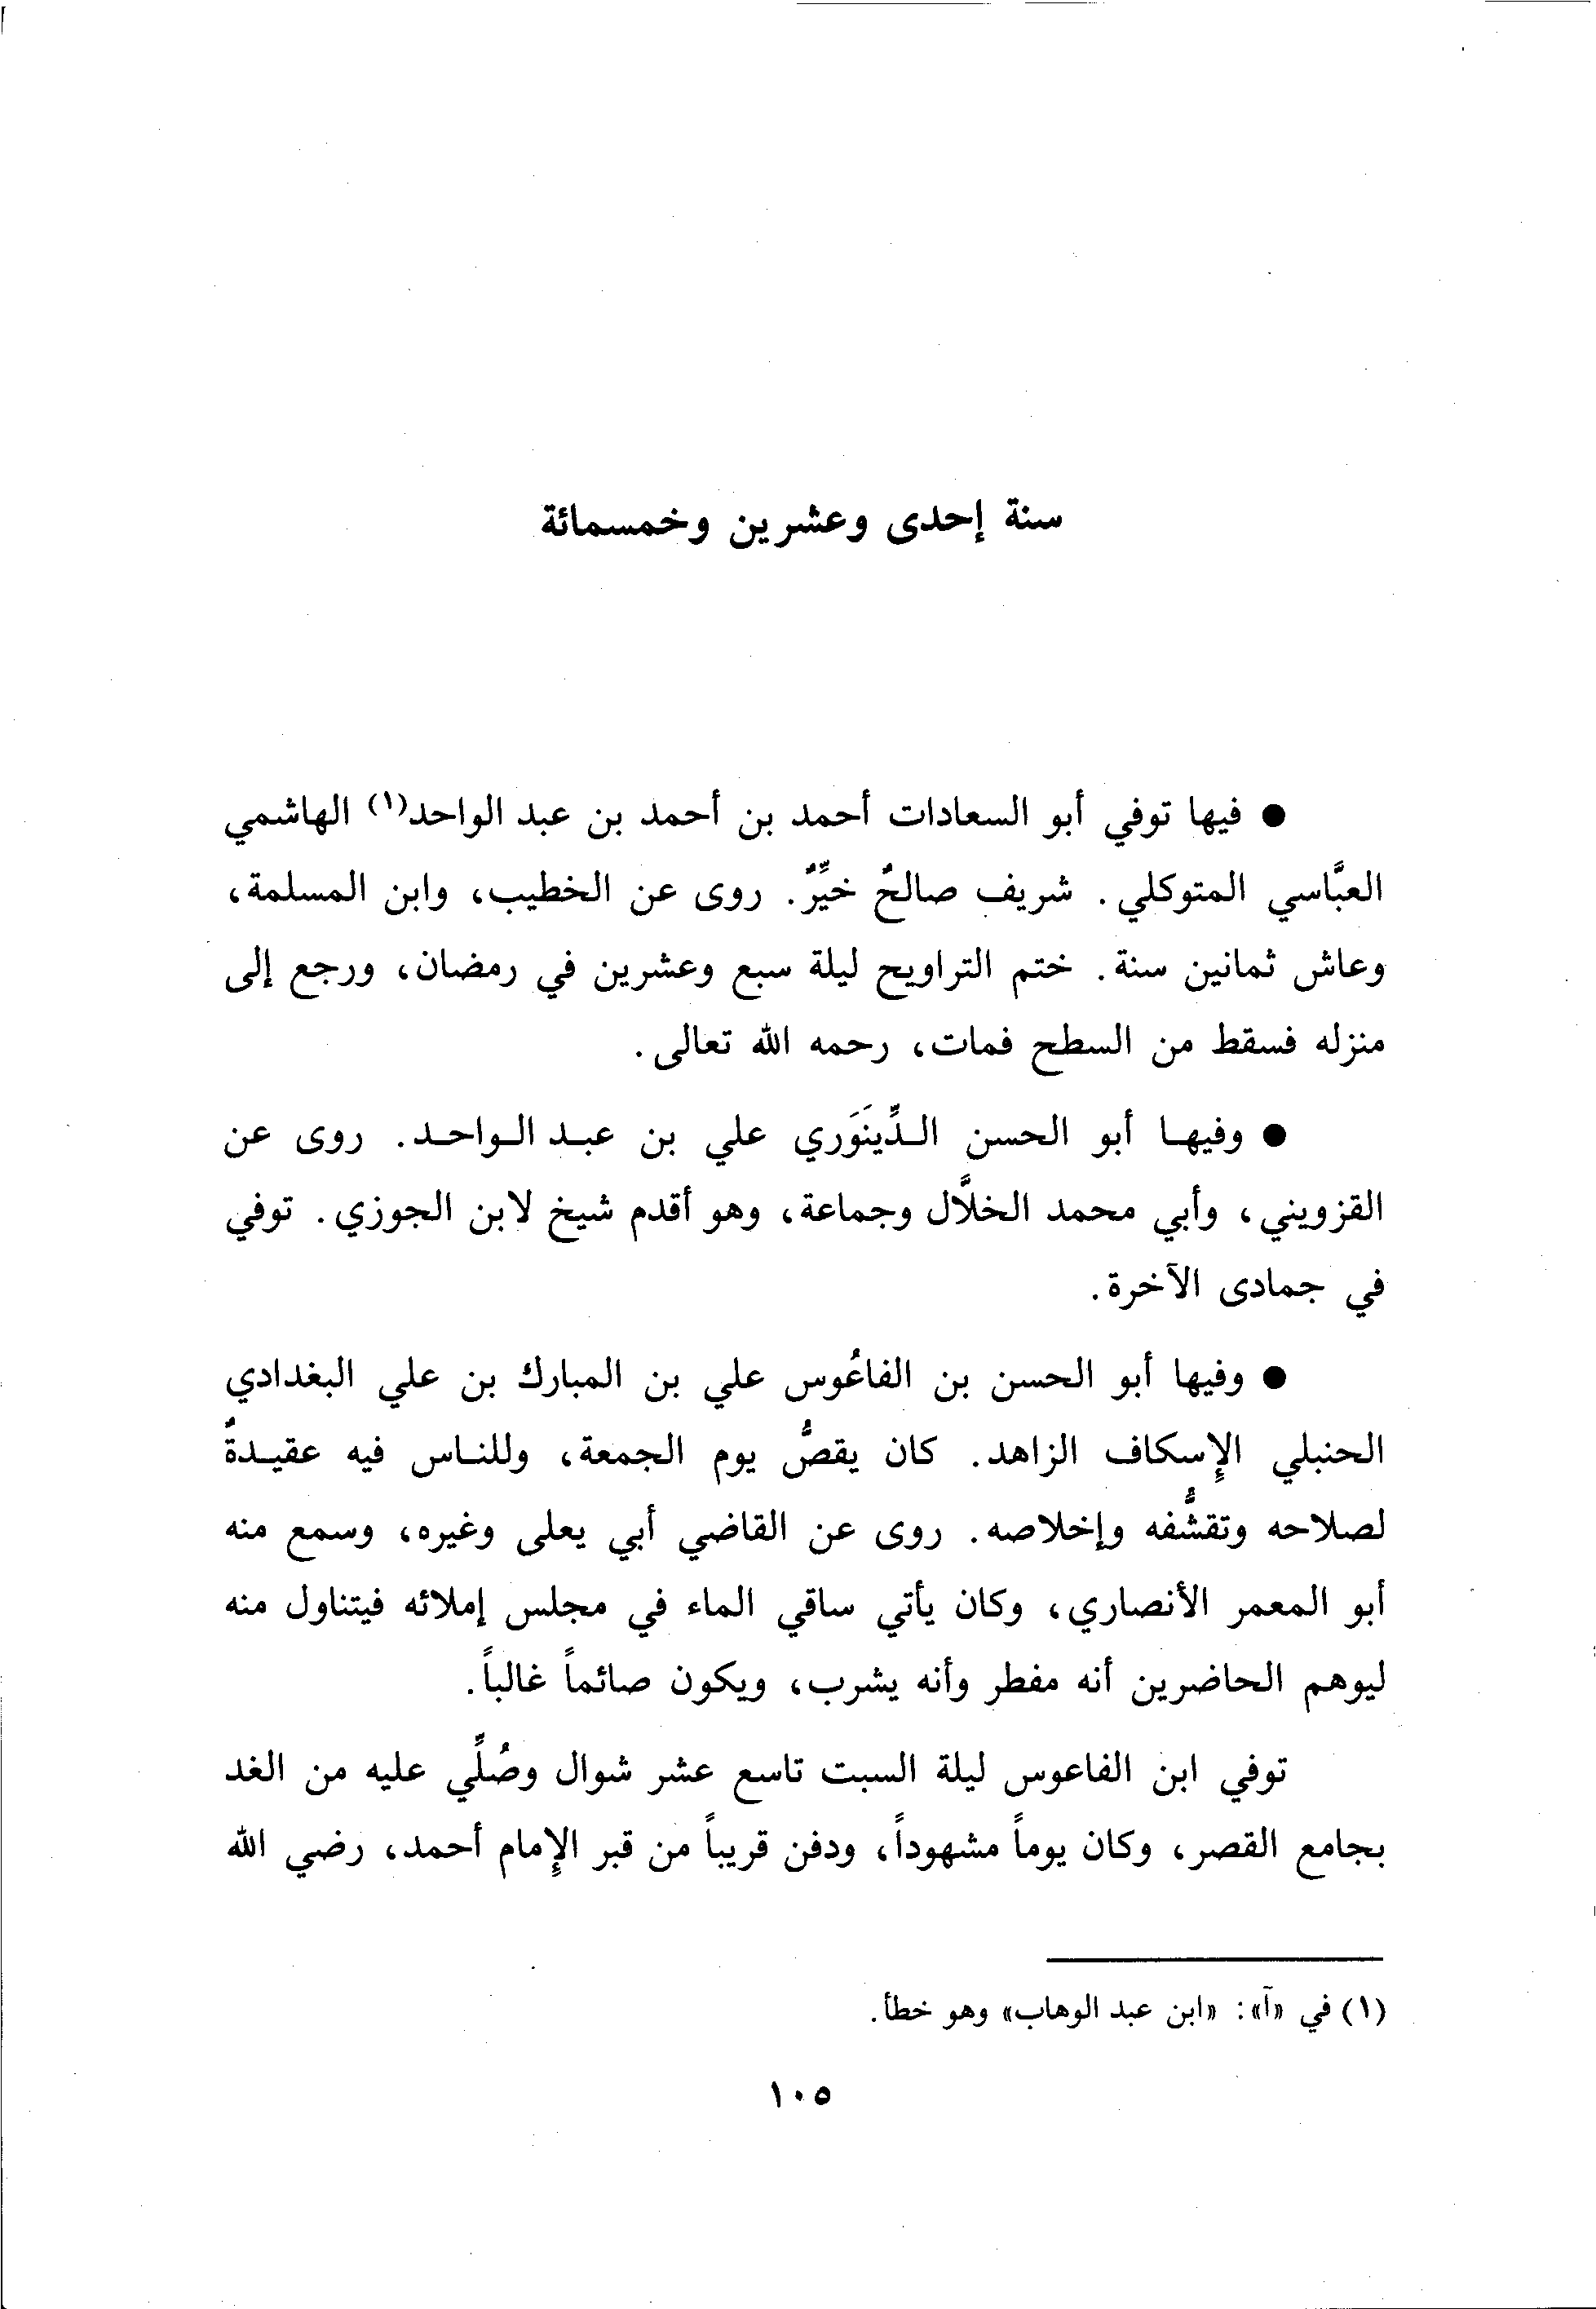 سنة إحدى وعشرين وخمسمائة
● فيها توفي أبو السعادات أحمد بن أحمد بن عبد الواحد(١) الهاشمي
العبَّاسي المتوكلي. شريف صالحٌ خيِّرٌ. روى عن الخطيب، وابن المسلمة،
وعاش ثمانين سنة. ختم التراويح ليلة سبع وعشرين في رمضان، ورجع إلى
منزله فسقط من السطح فمات، رحمه الله تعالى.
● وفيها أبو الحسن الدِّينَوَري علي بن عبد الواحد. روى عن
القزويني، وأبي محمد الخلاَّل وجماعة، وهو أقدم شيخ لابن الجوزي. توفي
في جمادى الآخرة.
● وفيها أبو الحسن بن الفاعُوس علي بن المبارك بن علي البغدادي
الحنبلي الإسكاف الزاهد. كان يقصُّ يوم الجمعة، وللناس فيه عقيدةٌ
لصلاحه وتقشُّفه وإخلاصه. روى عن القاضي أبي يعلى وغيره، وسمع منه
أبو المعمر الأنصاري، وكان يأتي ساقي الماء في مجلس إملائه فيتناول منه
ليوهم الحاضرين أنه مفطر وأنه يشرب، ويكون صائماً غالباً.
توفي ابن الفاعوس ليلة السبت تاسع عشر شوال وصُلِّي عليه من الغد
بجامع القصر، وكان يوماً مشهوداً، ودفن قريباً من قبر الإمام أحمد، رضي الله
(١) في «آ»: «ابن عبد الوهاب» وهو خطأ.
١٠٥